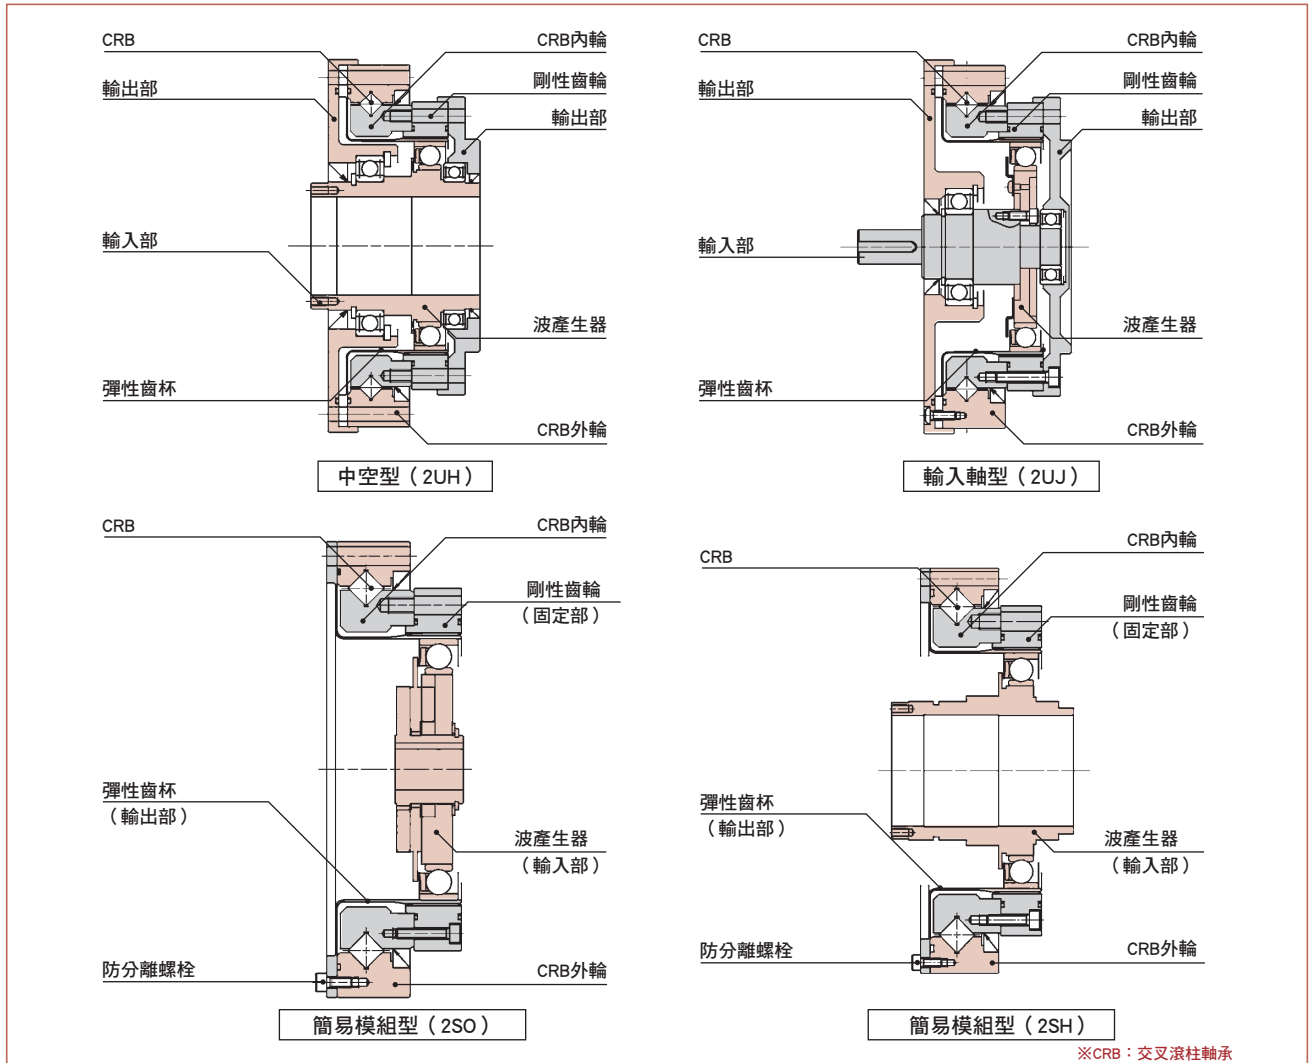 CRB
CRB內輪
輸出部
剛性齒輪
輸出部
輸入部
波產生器
彈性齒杯
CRB外輪
中空型（2UH）
CRB
CRB內輪
輸出部
剛性齒輪
輸出部
輸入部
波產生器
彈性齒杯
CRB外輪
輸入軸型（2UJ）
CRB
CRB內輪
剛性齒輪
（固定部）
彈性齒杯
（輸出部）
波產生器
（輸入部）
防分離螺栓
CRB外輪
簡易模組型（2SO）
CRB內輪
CRB
剛性齒輪
（固定部）
彈性齒杯
（輸出部）
波產生器
（輸入部）
防分離螺栓
CRB外輪
簡易模組型（2SH）
※CRB：交叉滾柱軸承